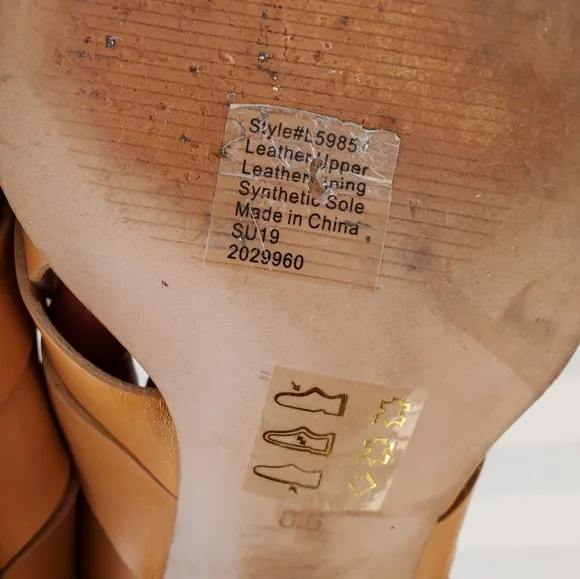 Style#L5985
Leather Upper
Leather Lining
Synthetic Sole
Made in China
SU19
2029960